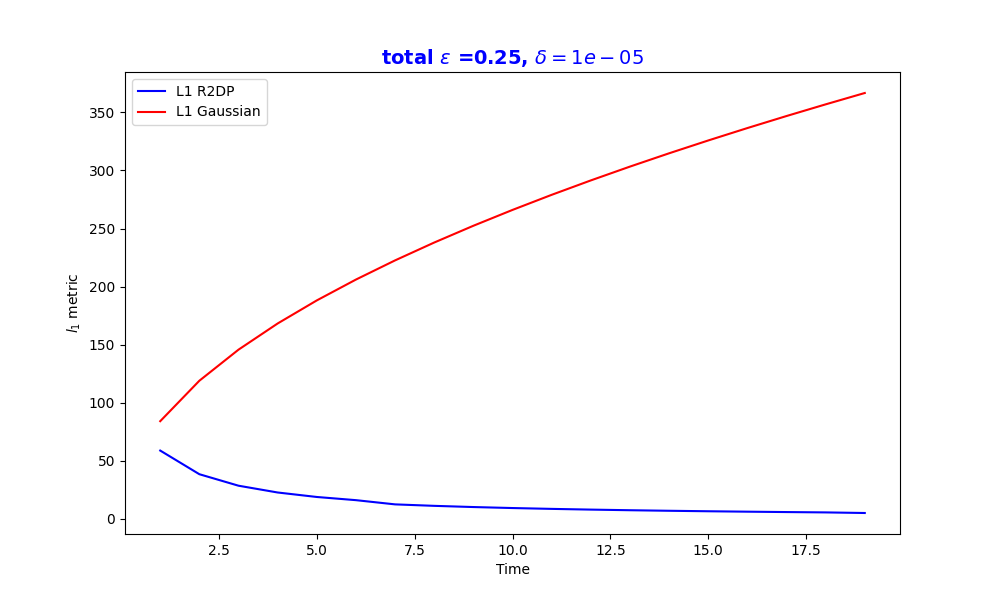 total ε =0.25, δ = 1e − 05
L1 R2DP
L1 Gaussian
350
300
250
200
150
100
50
0
l₁ metric
2.5 5.0 7.5 10.0 12.5 15.0 17.5
Time